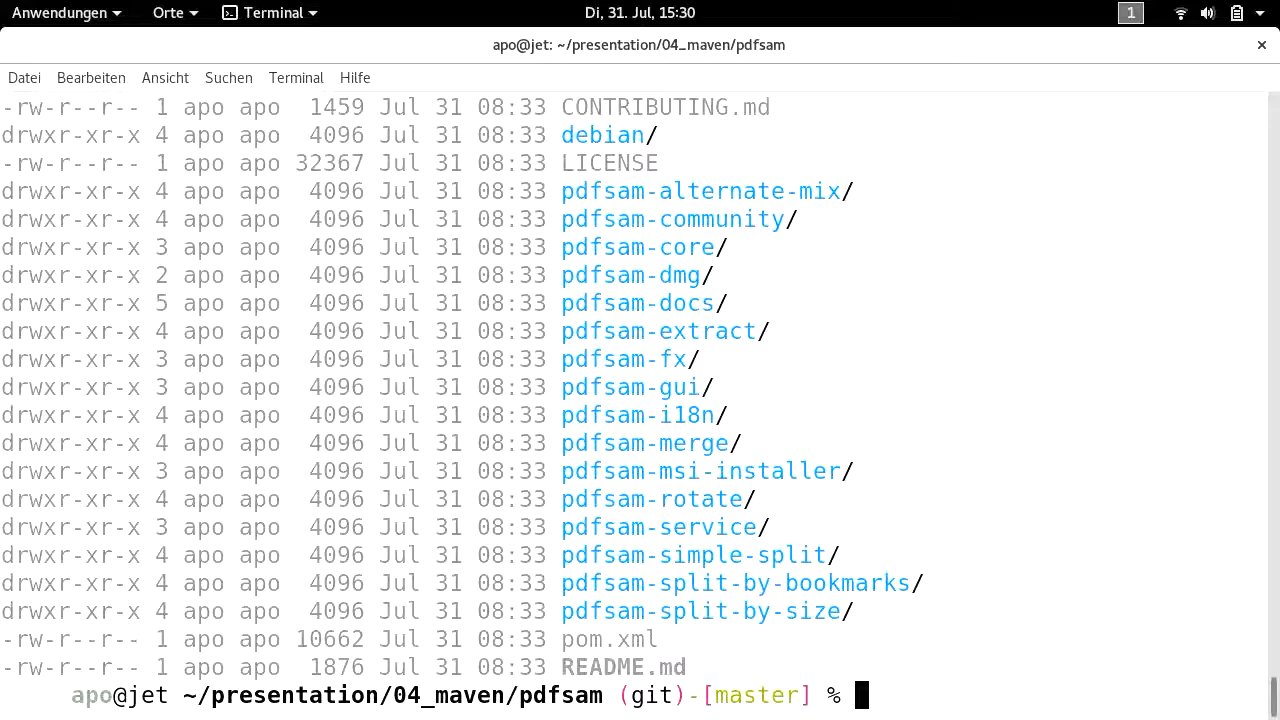 Anwendungen Orte Terminal Di, 31. Jul, 15:30 1
apo@jet: ~/presentation/04_maven/pdfsam ×
Datei Bearbeiten Ansicht Suchen Terminal Hilfe
-rw-r--r-- 1 apo apo  1459 Jul 31 08:33 CONTRIBUTING.md
drwxr-xr-x 4 apo apo  4096 Jul 31 08:33 debian/
-rw-r--r-- 1 apo apo 32367 Jul 31 08:33 LICENSE
drwxr-xr-x 4 apo apo  4096 Jul 31 08:33 pdfsam-alternate-mix/
drwxr-xr-x 4 apo apo  4096 Jul 31 08:33 pdfsam-community/
drwxr-xr-x 3 apo apo  4096 Jul 31 08:33 pdfsam-core/
drwxr-xr-x 2 apo apo  4096 Jul 31 08:33 pdfsam-dmg/
drwxr-xr-x 5 apo apo  4096 Jul 31 08:33 pdfsam-docs/
drwxr-xr-x 4 apo apo  4096 Jul 31 08:33 pdfsam-extract/
drwxr-xr-x 3 apo apo  4096 Jul 31 08:33 pdfsam-fx/
drwxr-xr-x 3 apo apo  4096 Jul 31 08:33 pdfsam-gui/
drwxr-xr-x 4 apo apo  4096 Jul 31 08:33 pdfsam-i18n/
drwxr-xr-x 4 apo apo  4096 Jul 31 08:33 pdfsam-merge/
drwxr-xr-x 3 apo apo  4096 Jul 31 08:33 pdfsam-msi-installer/
drwxr-xr-x 4 apo apo  4096 Jul 31 08:33 pdfsam-rotate/
drwxr-xr-x 3 apo apo  4096 Jul 31 08:33 pdfsam-service/
drwxr-xr-x 4 apo apo  4096 Jul 31 08:33 pdfsam-simple-split/
drwxr-xr-x 4 apo apo  4096 Jul 31 08:33 pdfsam-split-by-bookmarks/
drwxr-xr-x 4 apo apo  4096 Jul 31 08:33 pdfsam-split-by-size/
-rw-r--r-- 1 apo apo 10662 Jul 31 08:33 pom.xml
-rw-r--r-- 1 apo apo  1876 Jul 31 08:33 README.md
apo@jet ~/presentation/04_maven/pdfsam (git)-[master] %